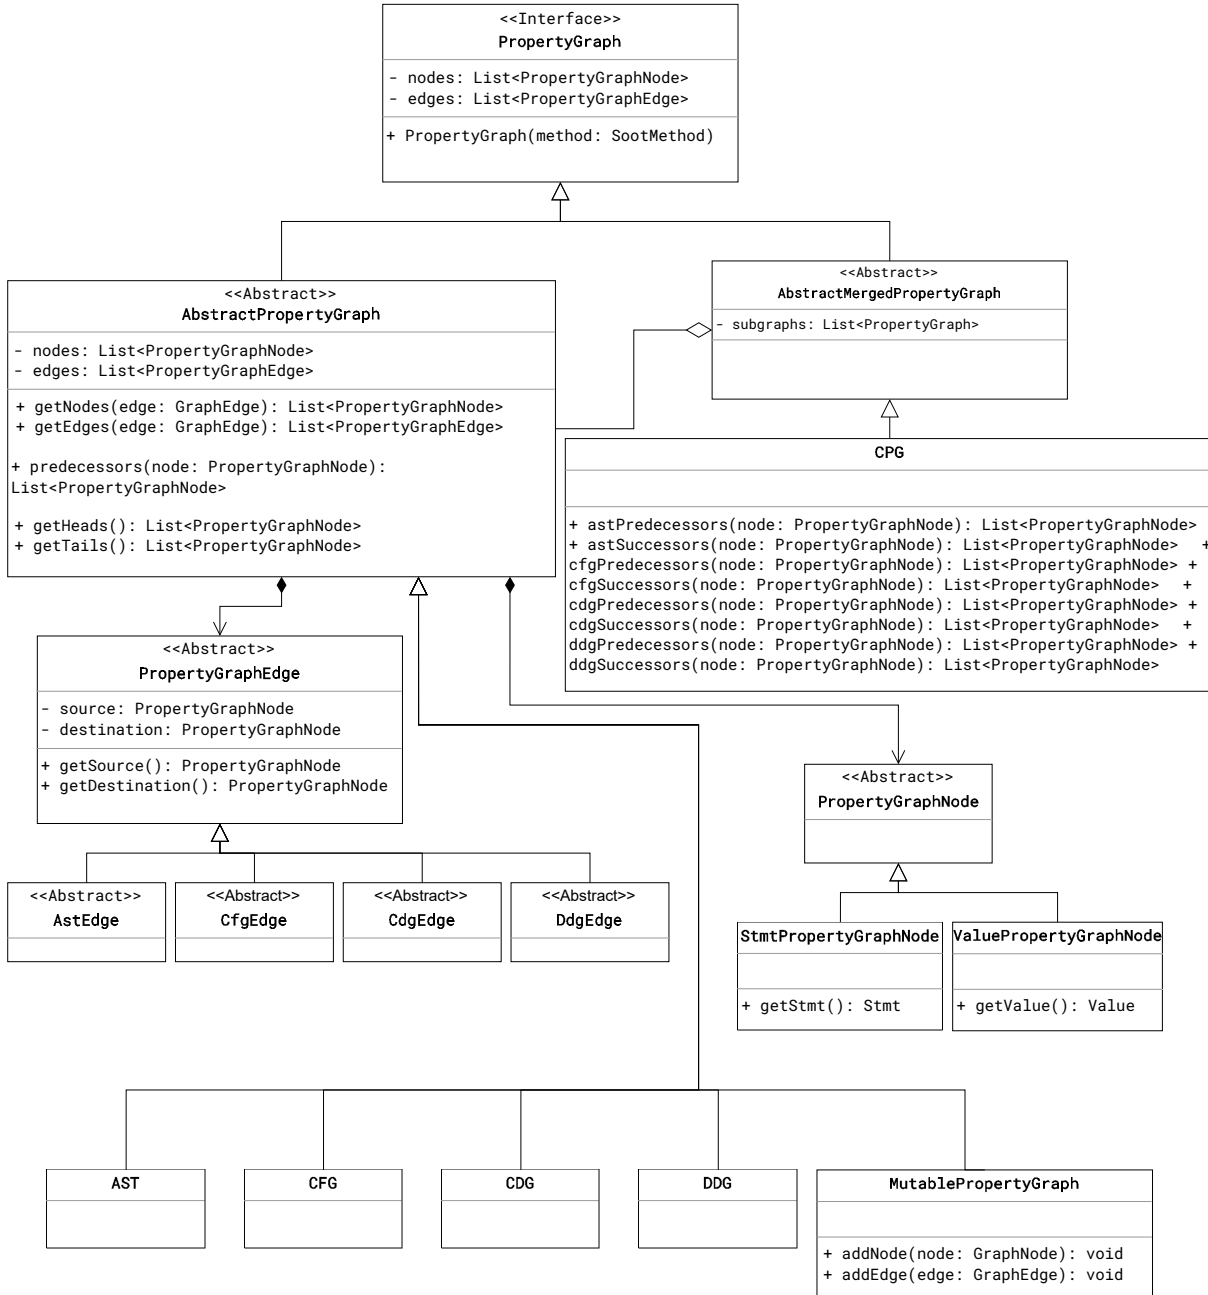 <<Interface>>
PropertyGraph
- nodes: List<PropertyGraphNode>
- edges: List<PropertyGraphEdge>
+ PropertyGraph(method: SootMethod)
<<Abstract>>
AbstractPropertyGraph
- nodes: List<PropertyGraphNode>
- edges: List<PropertyGraphEdge>
+ getNodes(edge: GraphEdge): List<PropertyGraphNode>
+ getEdges(edge: GraphEdge): List<PropertyGraphEdge>
+ predecessors(node: PropertyGraphNode):
List<PropertyGraphNode>
+ getHeads(): List<PropertyGraphNode>
+ getTails(): List<PropertyGraphNode>
<<Abstract>>
AbstractMergedPropertyGraph
- subgraphs: List<PropertyGraph>
CPG
+ astPredecessors(node: PropertyGraphNode): List<PropertyGraphNode>
+ astSuccessors(node: PropertyGraphNode): List<PropertyGraphNode> +
cfgPredecessors(node: PropertyGraphNode): List<PropertyGraphNode> +
cfgSuccessors(node: PropertyGraphNode): List<PropertyGraphNode> +
cdgPredecessors(node: PropertyGraphNode): List<PropertyGraphNode> +
cdgSuccessors(node: PropertyGraphNode): List<PropertyGraphNode> +
ddgPredecessors(node: PropertyGraphNode): List<PropertyGraphNode> +
ddgSuccessors(node: PropertyGraphNode): List<PropertyGraphNode>
<<Abstract>>
PropertyGraphEdge
- source: PropertyGraphNode
- destination: PropertyGraphNode
+ getSource(): PropertyGraphNode
+ getDestination(): PropertyGraphNode
<<Abstract>>
PropertyGraphNode
<<Abstract>>
AstEdge
<<Abstract>>
CfgEdge
<<Abstract>>
CdgEdge
<<Abstract>>
DdgEdge
StmtPropertyGraphNode
+ getStmt(): Stmt
ValuePropertyGraphNode
+ getValue(): Value
AST
CFG
CDG
DDG
MutablePropertyGraph
+ addNode(node: GraphNode): void
+ addEdge(edge: GraphEdge): void